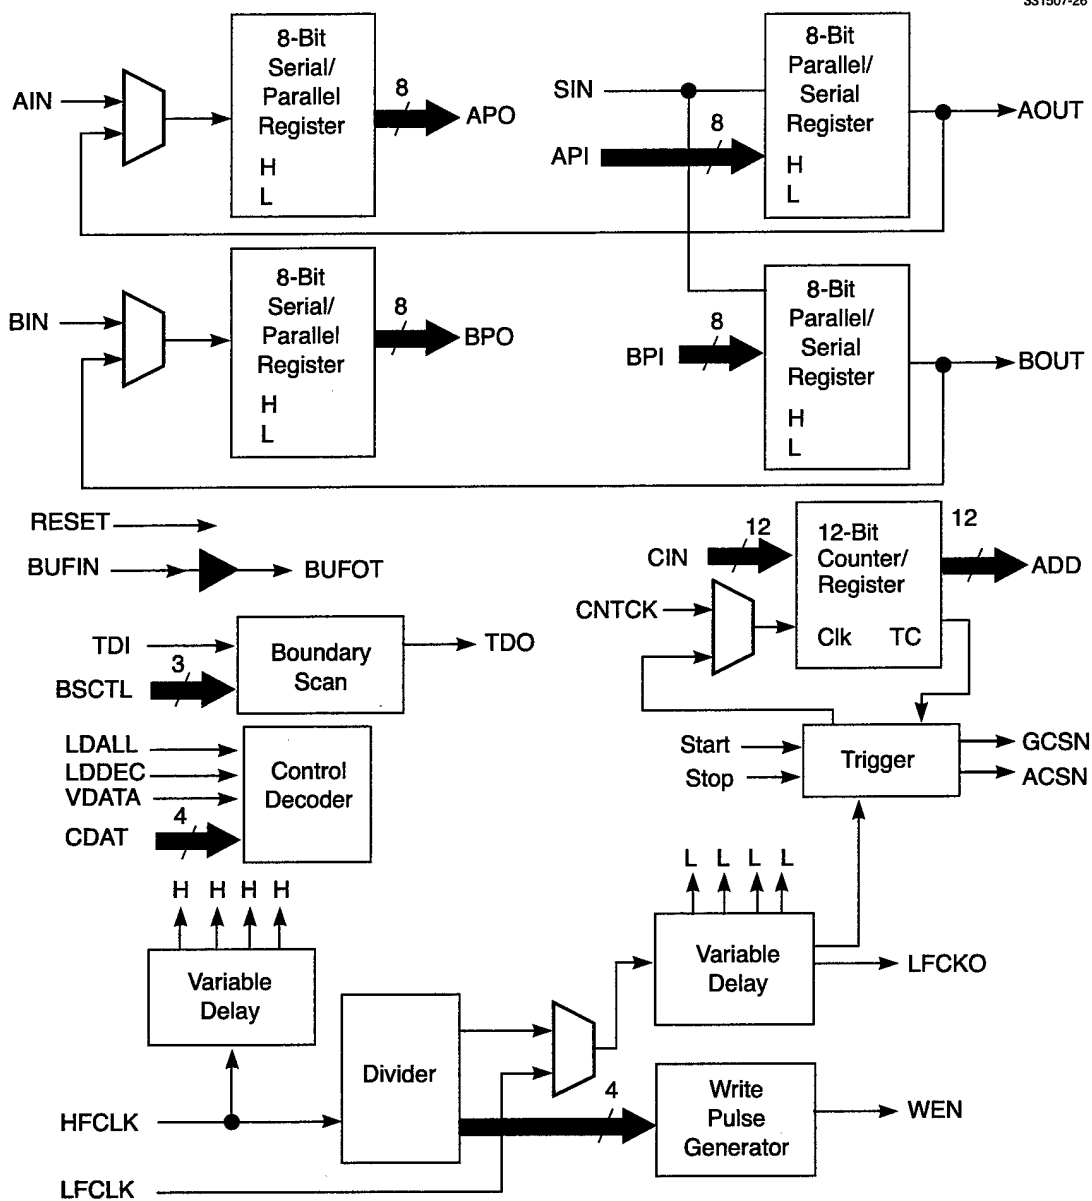 331507-26
8-Bit
Serial/
Parallel
Register
H
L
AIN
8
APO
SIN
API
8
8-Bit
Parallel/
Serial
Register
H
L
AOUT
BIN
8-Bit
Serial/
Parallel
Register
H
L
8
BPO
BPI
8
8-Bit
Parallel/
Serial
Register
H
L
BOUT
RESET
BUFIN
BUFOT
TDI
BSCTL
3
Boundary
Scan
TDO
CIN
12
12-Bit
Counter/
Register
Clk TC
12
ADD
CNTCK
LDALL
LDDEC
VDATA
CDAT
4
Control
Decoder
Start
Stop
Trigger
GCSN
ACSN
H H H H
Variable
Delay
L L L L
Variable
Delay
LFCKO
Divider
HFCLK
LFCLK
4
Write
Pulse
Generator
WEN